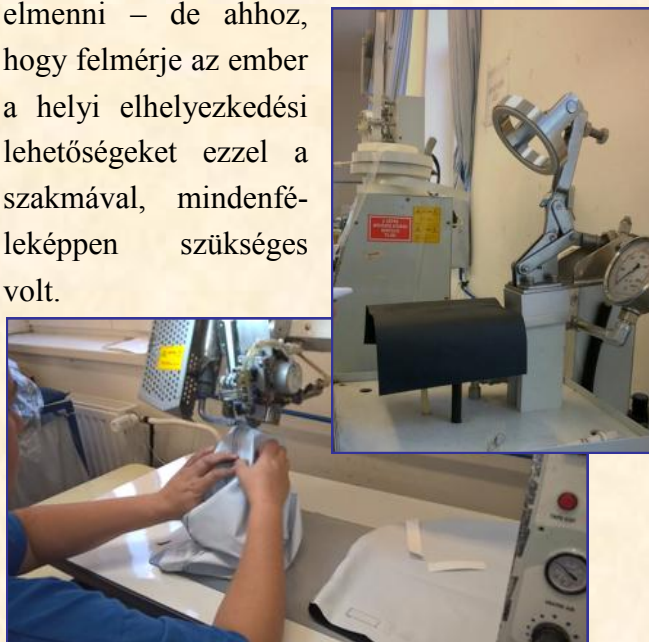 elmenni – de ahhoz,
hogy felmérje az ember
a helyi elhelyezkedési
lehetőségeket ezzel a
szakmával, mindenfé-
leképpen szükséges
volt.